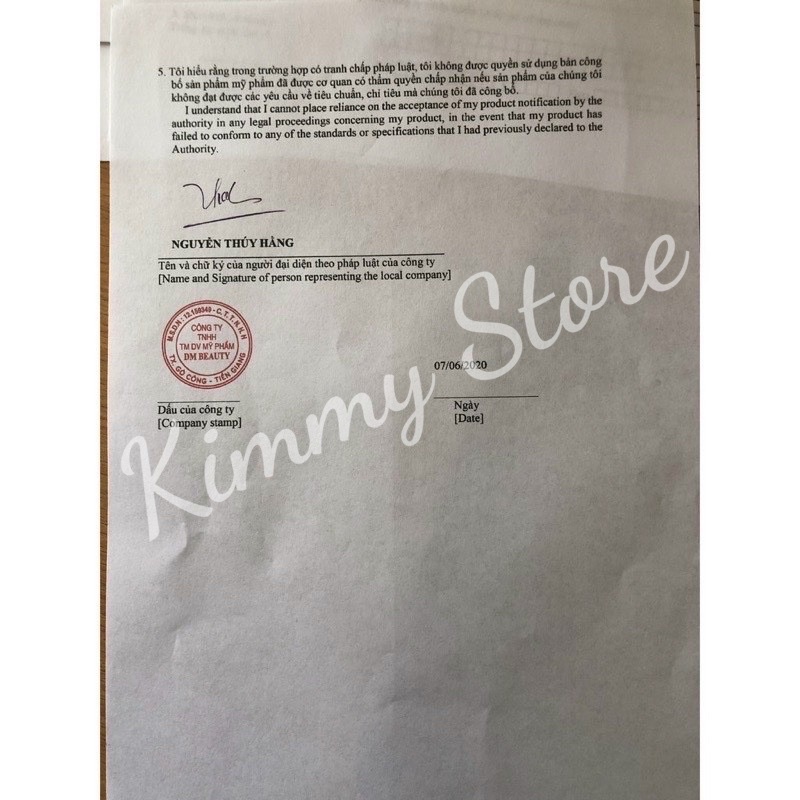 5. Tôi hiểu rằng trong trường hợp có tranh chấp pháp luật, tôi không được quyền sử dụng bản công
bố sản phẩm mỹ phẩm đã được cơ quan có thẩm quyền chấp nhận nếu sản phẩm của chúng tôi
không đạt được các yêu cầu về tiêu chuẩn, chỉ tiêu mà chúng tôi đã công bố.
I understand that I cannot place reliance on the acceptance of my product notification by the
authority in any legal proceedings concerning my product, in the event that my product has
failed to conform to any of the standards or specifications that I had previously declared to the
Authority.
NGUYỄN THÚY HẰNG
Tên và chữ ký của người đại diện theo pháp luật của công ty
[Name and Signature of person representing the local company]
M.S.D.N: - C.T.T.N.H.H
CÔNG TY
TNHH
TM DV MỸ PHẨM
DM BEAUTY
TX. GÒ CÔNG - TIỀN GIANG
07/06/2020
Dấu của công ty
[Company stamp]
Ngày
[Date]
Kimmy Store